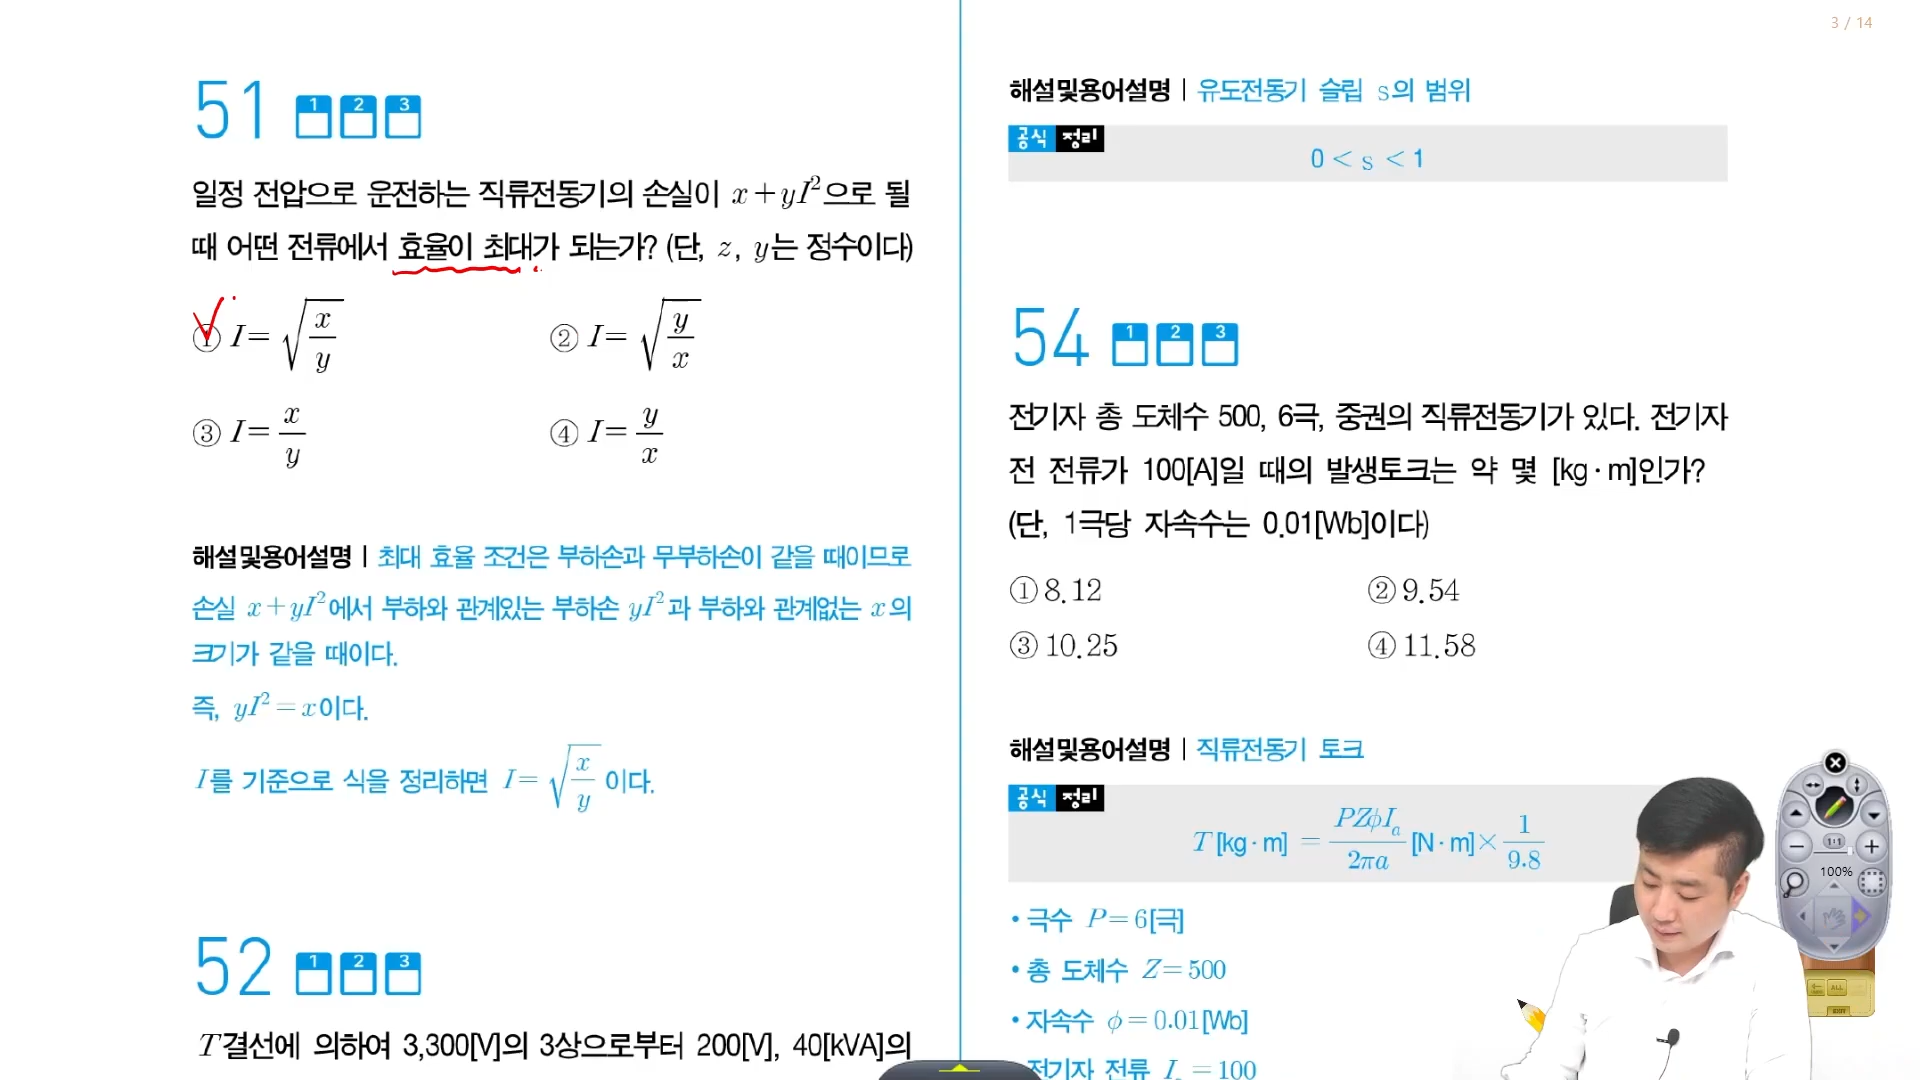 3 / 14
51 1 2 3
일정 전압으로 운전하는 직류전동기의 손실이 x+yI²으로 될
때 어떤 전류에서 효율이 최대가 되는가? (단, z, y는 정수이다)
① I=√(x/y) ② I=√(y/x)
③ I=x/y ④ I=y/x
해설및용어설명 | 최대 효율 조건은 부하손과 무부하손이 같을 때이므로
손실 x+yI²에서 부하와 관계있는 부하손 yI²과 부하와 관계없는 x의
크기가 같을 때이다.
즉, yI²=x이다.
I를 기준으로 식을 정리하면 I=√(x/y) 이다.
52 1 2 3
T결선에 의하여 3,300[V]의 3상으로부터 200[V], 40[kVA]의
해설및용어설명 | 유도전동기 슬립 s의 범위
공식 정리
0 < s < 1
54 1 2 3
전기자 총 도체수 500, 6극, 중권의 직류전동기가 있다. 전기자
전 전류가 100[A]일 때의 발생토크는 약 몇 [kg·m]인가?
(단, 1극당 자속수는 0.01[Wb]이다)
① 8.12 ② 9.54
③ 10.25 ④ 11.58
해설및용어설명 | 직류전동기 토크
공식 정리
T[kg·m] = PZϕIₐ/2πa [N·m]× 1/9.8
• 극수 P=6[극]
• 총 도체수 Z=500
• 자속수 ϕ=0.01[Wb]
전기자 전류 Iₐ=100
1:1
100%
ALL